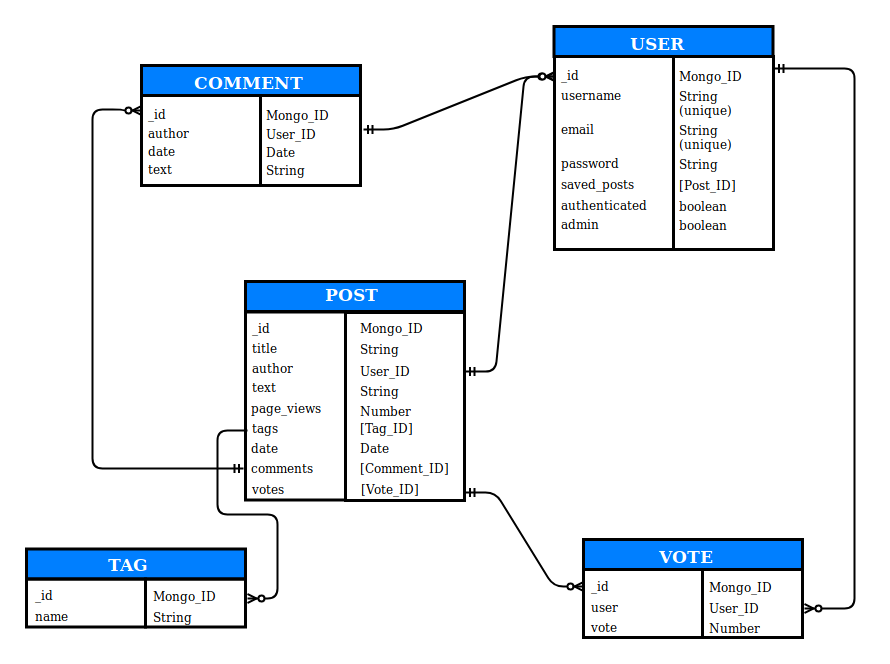 COMMENT
_id Mongo_ID
author User_ID
date Date
text String
USER
_id Mongo_ID
username String
(unique)
email String
(unique)
password String
saved_posts [Post_ID]
authenticated boolean
admin boolean
POST
_id Mongo_ID
title String
author User_ID
text String
page_views Number
tags [Tag_ID]
date Date
comments [Comment_ID]
votes [Vote_ID]
TAG
_id Mongo_ID
name String
VOTE
_id Mongo_ID
user User_ID
vote Number